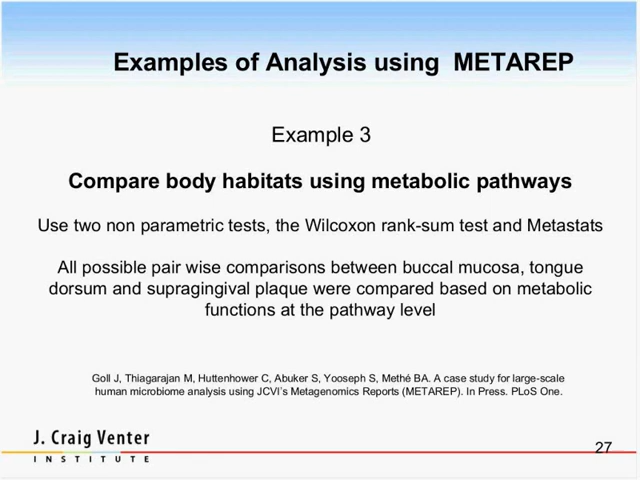 Examples of Analysis using METAREP
Example 3
Compare body habitats using metabolic pathways
Use two non parametric tests, the Wilcoxon rank-sum test and Metastats
All possible pair wise comparisons between buccal mucosa, tongue
dorsum and supragingival plaque were compared based on metabolic
functions at the pathway level
Goll J, Thiagarajan M, Huttenhower C, Abuker S, Yooseph S, Methé BA. A case study for large-scale
human microbiome analysis using JCVI's Metagenomics Reports (METAREP). In Press. PLoS One.
J. Craig Venter
INSTITUTE
27